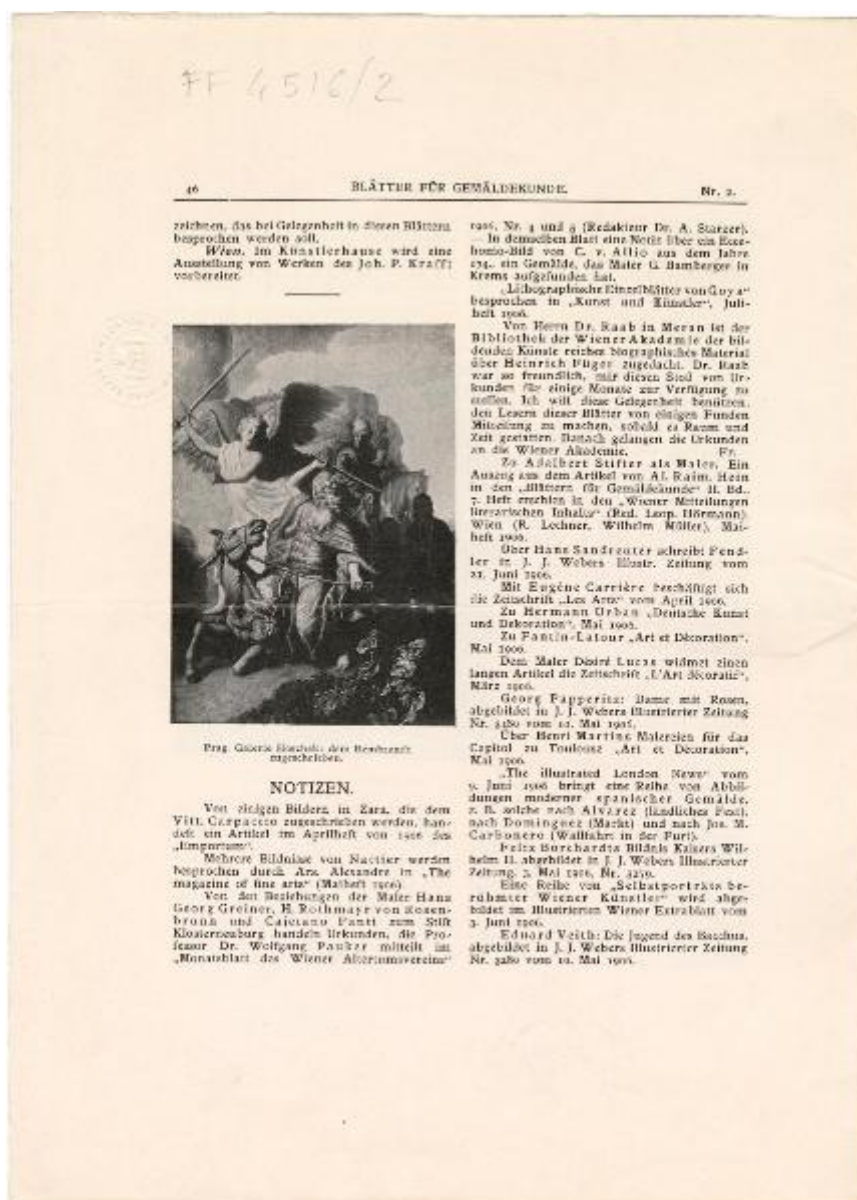 FF 4516/2
46
BLÄTTER FÜR GEMÄLDEKUNDE.
Nr. 2.
zeichnen, das bei Gelegenheit in diesen Blättern
besprochen werden soll.
Wien. Im Künstlerhause wird eine
Ausstellung von Werken des Joh. P. Krafft
vorbereitet.
Prag. Galerie Hoschek: dem Rembrandt
zugeschrieben.
NOTIZEN.
Von einigen Bildern in Zara, die dem
Vitt. Carpaccio zugeschrieben werden, han-
delt ein Artikel im Aprilheft von 1906 des
„Emporium“.
Mehrere Bildnisse von Nattier werden
besprochen durch Ars. Alexandre in „The
magazine of fine arts“ (Maiheft 1906)
Von den Beziehungen der Maler Hans
Georg Greiner, H. Rothmayr von Rosen-
brunn und Cajetano Fanti zum Stift
Klosterneuburg handeln Urkunden, die Pro-
fessor Dr. Wolfgang Pauker mitteilt im
„Monatsblatt des Wiener Altertumsvereins“
1906, Nr. 4 und 5 (Redakteur Dr. A. Starzer).
In demselben Blatt eine Notiz über ein Ecce-
homo-Bild von C. v. Allio aus dem Jahre
ein Gemälde, das Maler G. Bamberger in
Krems aufgefunden hat.
„Lithographische Einzelblätter von Goya“
besprochen in „Kunst und Künstler“, Juli-
heft 1906.
Von Herrn Dr. Raab in Meran ist der
Bibliothek der Wiener Akademie der bil-
denden Künste reiches biographisches Material
über Heinrich Füger zugedacht. Dr. Raab
war so freundlich, mir diesen Stoß von Ur-
kunden für einige Monate zur Verfügung zu
stellen. Ich will diese Gelegenheit benützen,
den Lesern dieser Blätter von einigen Funden
Mitteilung zu machen, sobald es Raum und
Zeit gestatten. Danach gelangen die Urkunden
an die Wiener Akademie. Fr.
Zu Adalbert Stifter als Maler. Ein
Auszug aus dem Artikel von Al. Raim. Hein
in den „Blättern für Gemäldekunde“ II. Bd.,
7. Heft erschien in den „Wiener Mitteilungen
literarischen Inhalts“ (Red. Leop. Hörmann)
Wien (R. Lechner, Wilhelm Müller), Mai-
heft 1906.
Über Hans Sandreuter schreibt Fend-
ler in J. J. Webers Illustr. Zeitung vom
21. Juni 1906.
Mit Eugène Carrière beschäftigt sich
die Zeitschrift „Les Arts“ vom April 1906.
Zu Hermann Urban „Deutsche Kunst
und Dekoration“, Mai 1906.
Zu Fantin-Latour „Art et Décoration“,
Mai 1906.
Dem Maler Désiré Lucas widmet einen
langen Artikel die Zeitschrift „L'Art décoratif“,
März 1906.
Georg Papperitz: Dame mit Rosen,
abgebildet in J. J. Webers Illustrierter Zeitung
Nr. 3280 vom 10. Mai 1906.
Über Henri Martins Malereien für das
Capitol zu Toulouse „Art et Décoration“,
Mai 1906.
„The illustrated London News“ vom
9. Juni 1906 bringt eine Reihe von Abbil-
dungen moderner spanischer Gemälde,
z. B. solche nach Alvarez (ländliches Fest),
nach Dominguez (Markt) und nach Jos. M.
Carbonero (Wallfahrt in der Furt).
Felix Borchardts Bildnis Kaisers Wil-
helm II. abgebildet in J. J. Webers Illustrierter
Zeitung, 3. Mai 1906, Nr. 3279.
Eine Reihe von „Selbstporträts be-
rühmter Wiener Künstler“ wird abge-
bildet im Illustrierten Wiener Extrablatt vom
3. Juni 1906.
Eduard Veith: Die Jugend des Bacchus,
abgebildet in J. J. Webers Illustrierter Zeitung
Nr. 3280 vom 10. Mai 1906.